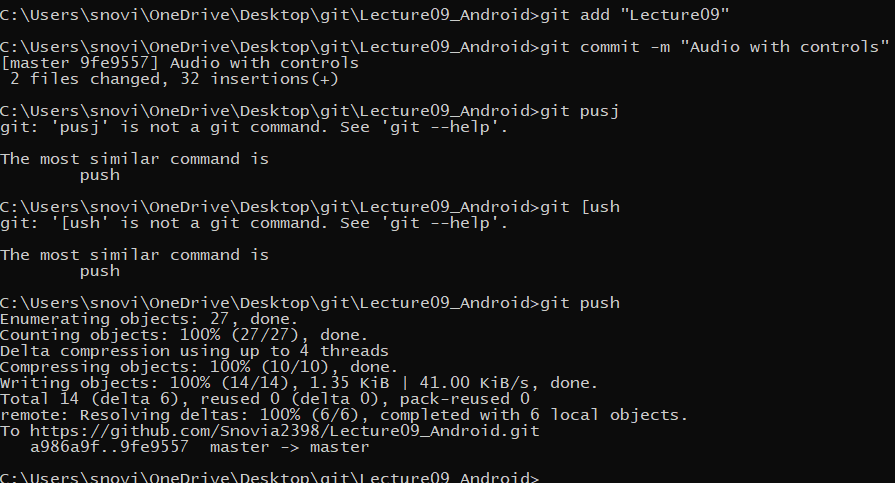 C:\Users\snovi\OneDrive\Desktop\git\Lecture09_Android>git add "Lecture09"
C:\Users\snovi\OneDrive\Desktop\git\Lecture09_Android>git commit -m "Audio with controls"
[master 9fe9557] Audio with controls
 2 files changed, 32 insertions(+)
C:\Users\snovi\OneDrive\Desktop\git\Lecture09_Android>git pusj
git: 'pusj' is not a git command. See 'git --help'.
The most similar command is
        push
C:\Users\snovi\OneDrive\Desktop\git\Lecture09_Android>git [ush
git: '[ush' is not a git command. See 'git --help'.
The most similar command is
        push
C:\Users\snovi\OneDrive\Desktop\git\Lecture09_Android>git push
Enumerating objects: 27, done.
Counting objects: 100% (27/27), done.
Delta compression using up to 4 threads
Compressing objects: 100% (10/10), done.
Writing objects: 100% (14/14), 1.35 KiB | 41.00 KiB/s, done.
Total 14 (delta 6), reused 0 (delta 0), pack-reused 0
remote: Resolving deltas: 100% (6/6), completed with 6 local objects.
To https://github.com/Snovia2398/Lecture09_Android.git
   a986a9f..9fe9557  master -> master
C:\Users\snovi\OneDrive\Desktop\git\Lecture09_Android>